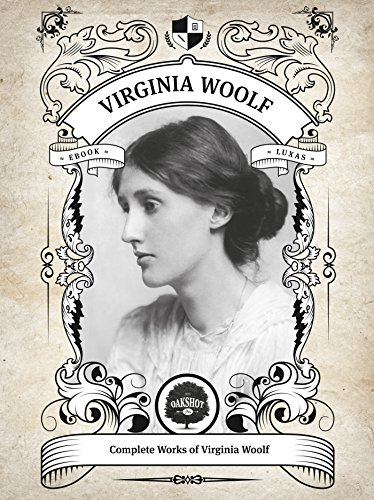 VIRGINIA WOOLF
≈ EBOOK ≈
≈ LUXAS ≈
OAKSHOT
Complete Works of Virginia Woolf